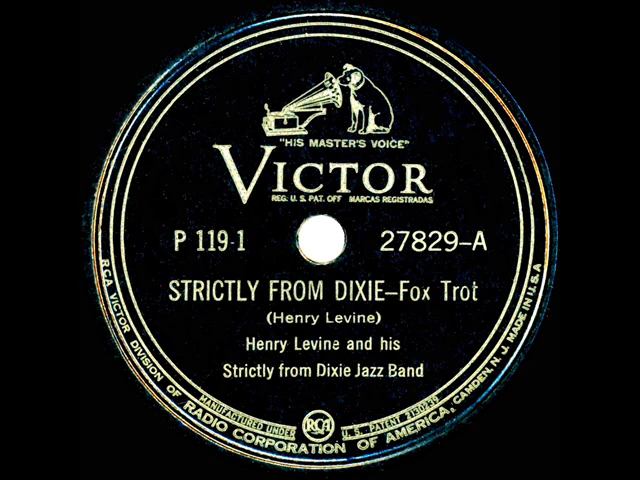 "HIS MASTER'S VOICE"
VICTOR
REG. U. S. PAT. OFF. MARCAS REGISTRADAS
P 119-1 27829-A
STRICTLY FROM DIXIE—Fox Trot
(Henry Levine)
Henry Levine and his
Strictly from Dixie Jazz Band
MANUFACTURED UNDER RCA U. S. PATENT 2130239
RCA VICTOR DIVISION OF RADIO CORPORATION OF AMERICA, CAMDEN, N. J. MADE IN U. S. A